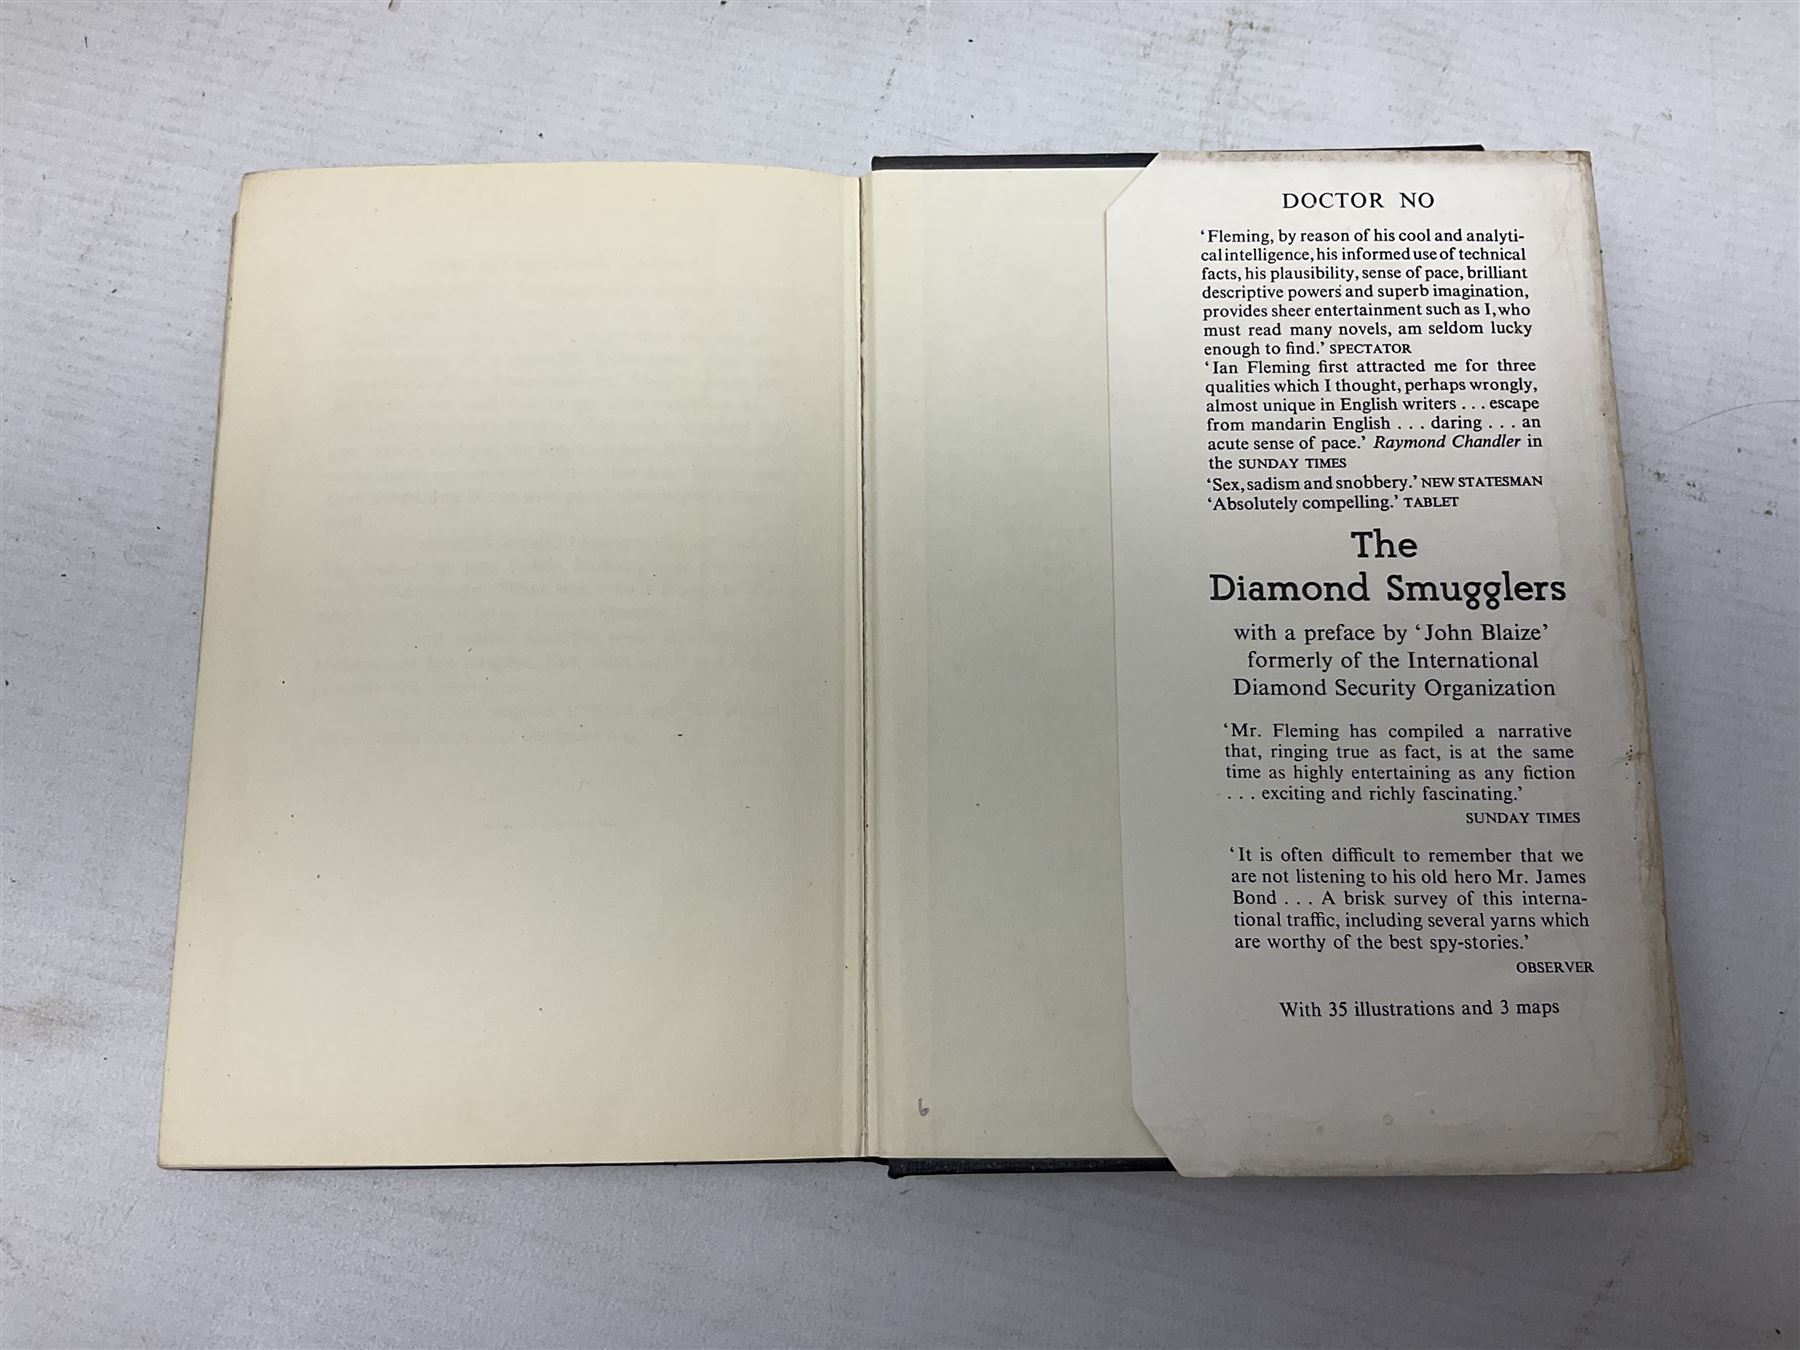 DOCTOR NO
‘Fleming, by reason of his cool and analyti-
cal intelligence, his informed use of technical
facts, his plausibility, sense of pace, brilliant
descriptive powers and superb imagination,
provides sheer entertainment such as I, who
must read many novels, am seldom lucky
enough to find.’ SPECTATOR
‘Ian Fleming first attracted me for three
qualities which I thought, perhaps wrongly,
almost unique in English writers . . . escape
from mandarin English . . . daring . . . an
acute sense of pace.’ Raymond Chandler in
the SUNDAY TIMES
‘Sex, sadism and snobbery.’ NEW STATESMAN
‘Absolutely compelling.’ TABLET
The
Diamond Smugglers
with a preface by ‘John Blaize’
formerly of the International
Diamond Security Organization
‘Mr. Fleming has compiled a narrative
that, ringing true as fact, is at the same
time as highly entertaining as any fiction
. . . exciting and richly fascinating.’
SUNDAY TIMES
‘It is often difficult to remember that we
are not listening to his old hero Mr. James
Bond . . . A brisk survey of this interna-
tional traffic, including several yarns which
are worthy of the best spy-stories.’
OBSERVER
With 35 illustrations and 3 maps
6